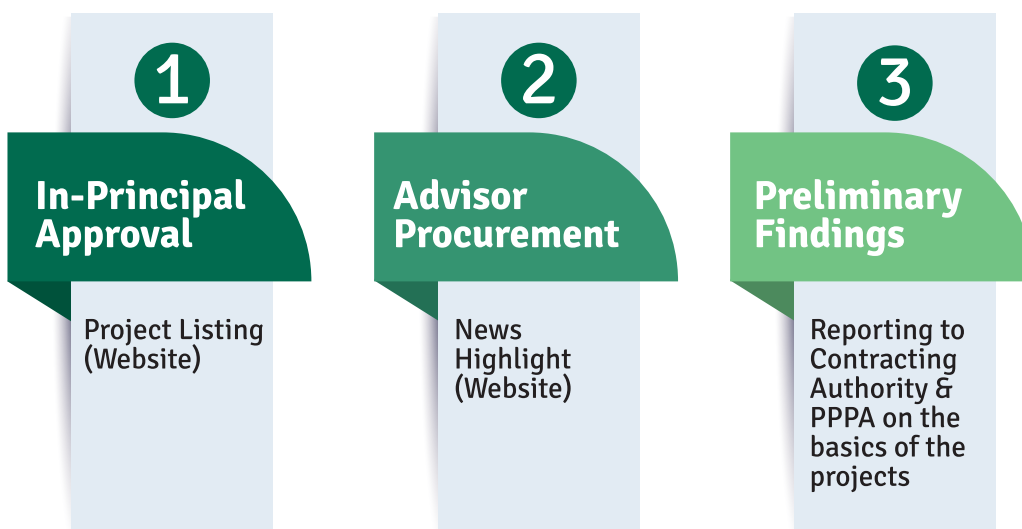 1
In-Principal
Approval
Project Listing
(Website)
2
Advisor
Procurement
News
Highlight
(Website)
3
Preliminary
Findings
Reporting to
Contracting
Authority &
PPPA on the
basics of the
projects